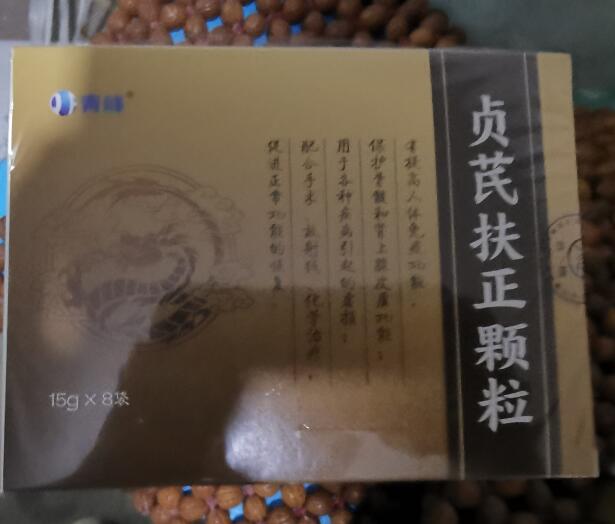 青峰®
贞芪扶正颗粒
有提高人体免疫功能,
保护骨髓和肾上腺皮质功能;
用于各种疾病引起的虚损;
配合手术、放射线、化学治疗,
促进正常功能的恢复。
15g×8袋